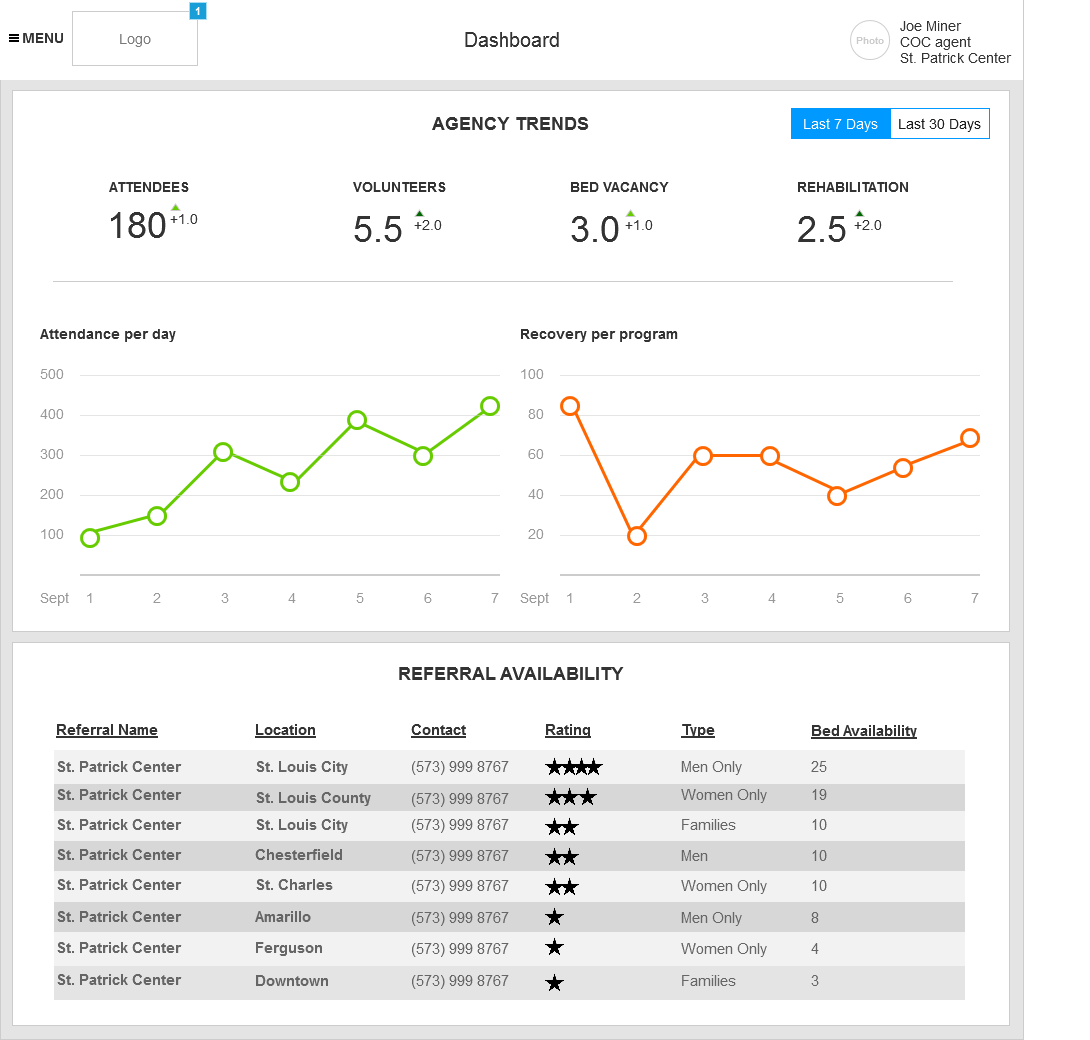 1
MENU
Logo
Dashboard
Photo
Joe Miner
COC agent
St. Patrick Center
AGENCY TRENDS
Last 7 Days Last 30 Days
ATTENDEES VOLUNTEERS BED VACANCY REHABILITATION
180 +1.0 5.5 +2.0 3.0 +1.0 2.5 +2.0
Attendance per day
500
400
300
200
100
Sept 1 2 3 4 5 6 7
Recovery per program
100
80
60
40
20
Sept 1 2 3 4 5 6 7
REFERRAL AVAILABILITY
Referral Name Location Contact Rating Type Bed Availability
St. Patrick Center St. Louis City (573) 999 8767 ★★★★ Men Only 25
St. Patrick Center St. Louis County (573) 999 8767 ★★★ Women Only 19
St. Patrick Center St. Louis City (573) 999 8767 ★★ Families 10
St. Patrick Center Chesterfield (573) 999 8767 ★★ Men 10
St. Patrick Center St. Charles (573) 999 8767 ★★ Women Only 10
St. Patrick Center Amarillo (573) 999 8767 ★ Men Only 8
St. Patrick Center Ferguson (573) 999 8767 ★ Women Only 4
St. Patrick Center Downtown (573) 999 8767 ★ Families 3